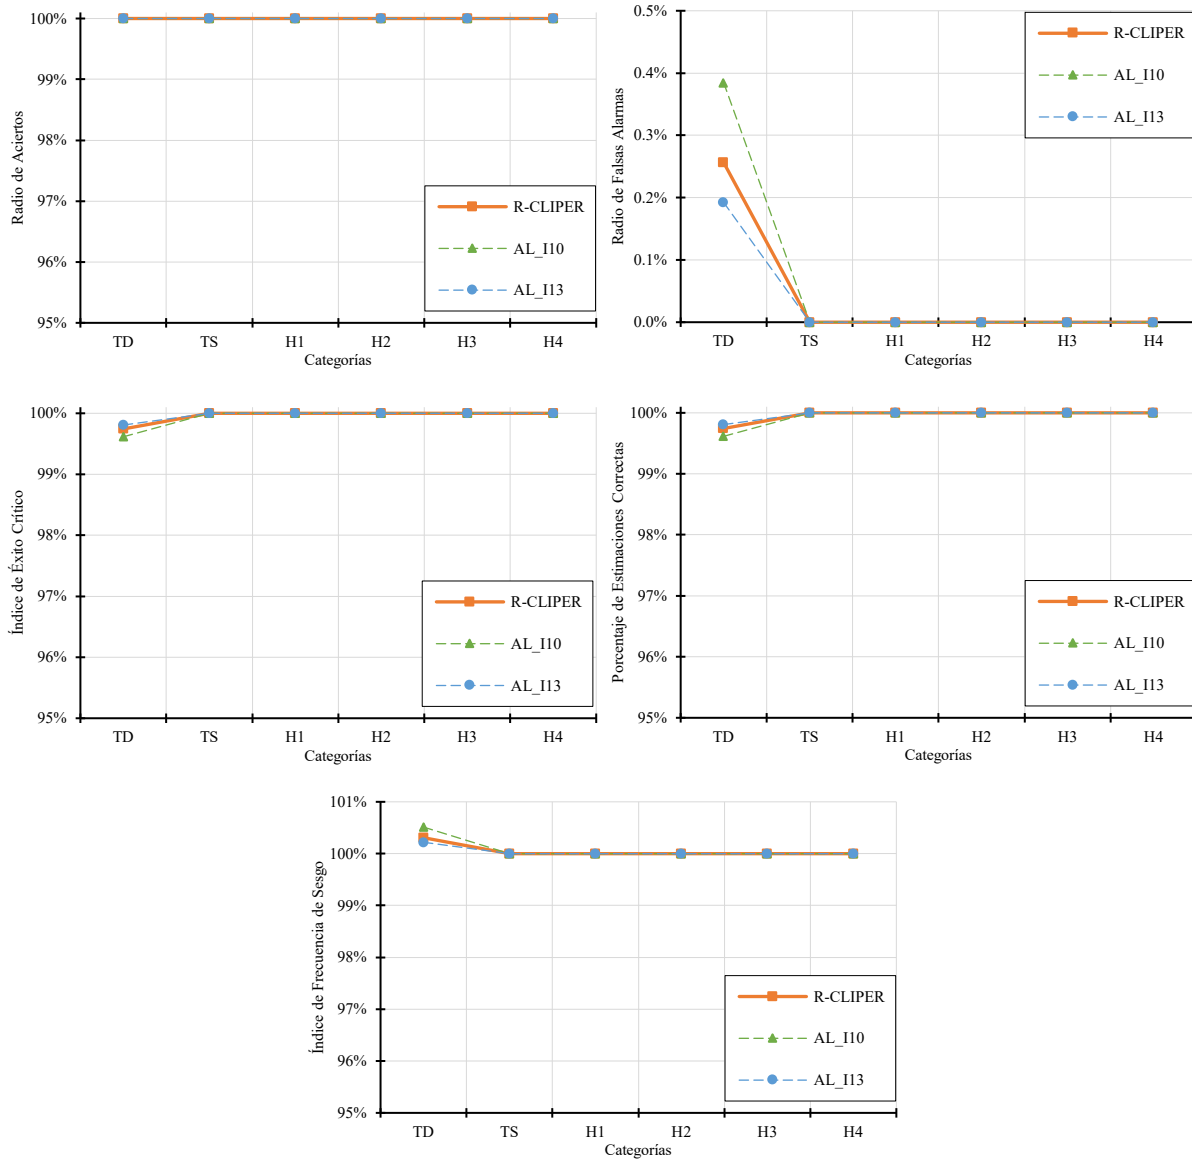 100%
99%
98%
97%
96%
95%
Radio de Aciertos
R-CLIPER
AL_I10
AL_I13
TD TS H1 H2 H3 H4
Categorías
0.5%
0.4%
0.3%
0.2%
0.1%
0.0%
Radio de Falsas Alarmas
R-CLIPER
AL_I10
AL_I13
TD TS H1 H2 H3 H4
Categorías
100%
99%
98%
97%
96%
95%
Índice de Éxito Crítico
R-CLIPER
AL_I10
AL_I13
TD TS H1 H2 H3 H4
Categorías
100%
99%
98%
97%
96%
95%
Porcentaje de Estimaciones Correctas
R-CLIPER
AL_I10
AL_I13
TD TS H1 H2 H3 H4
Categorías
101%
100%
99%
98%
97%
96%
95%
Índice de Frecuencia de Sesgo
R-CLIPER
AL_I10
AL_I13
TD TS H1 H2 H3 H4
Categorías